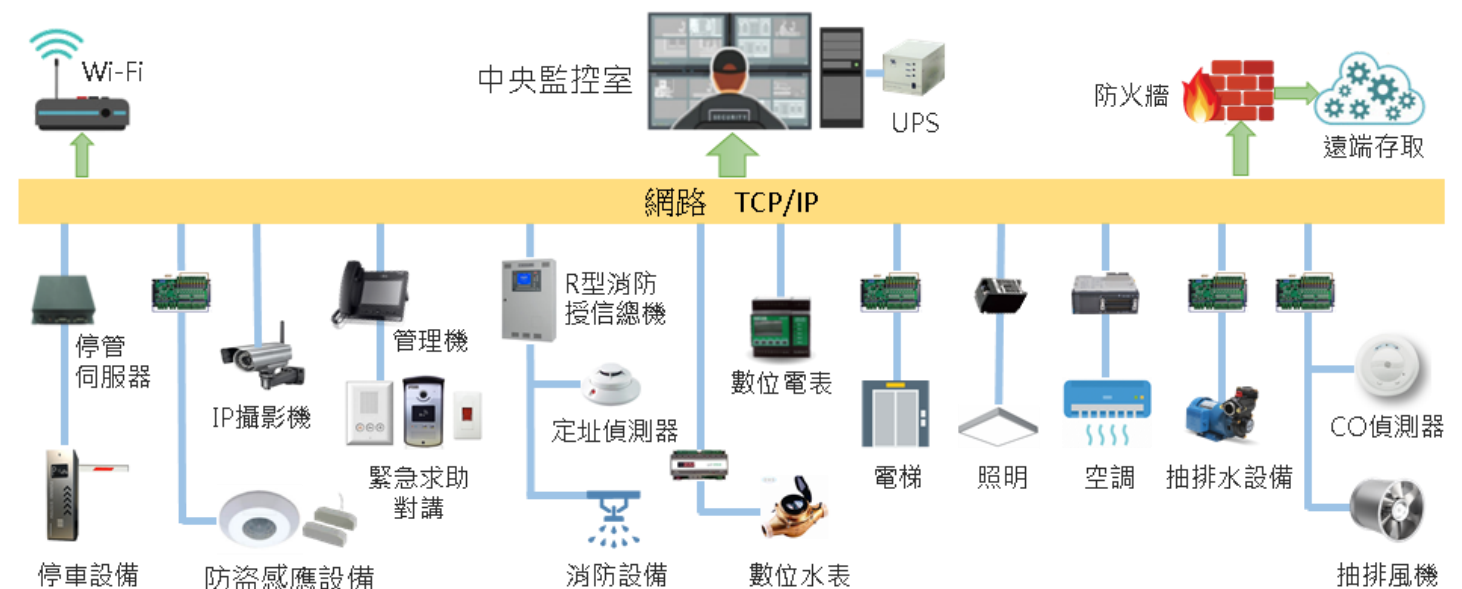 Wi-Fi
中央監控室
SECURITY
UPS
防火牆
遠端存取
網路 TCP/IP
停管
伺服器
IP攝影機
管理機
R型消防
授信總機
數位電表
定址偵測器
CO偵測器
緊急求助
對講
電梯
照明
空調
抽排水設備
停車設備
防盜感應設備
消防設備
數位水表
抽排風機